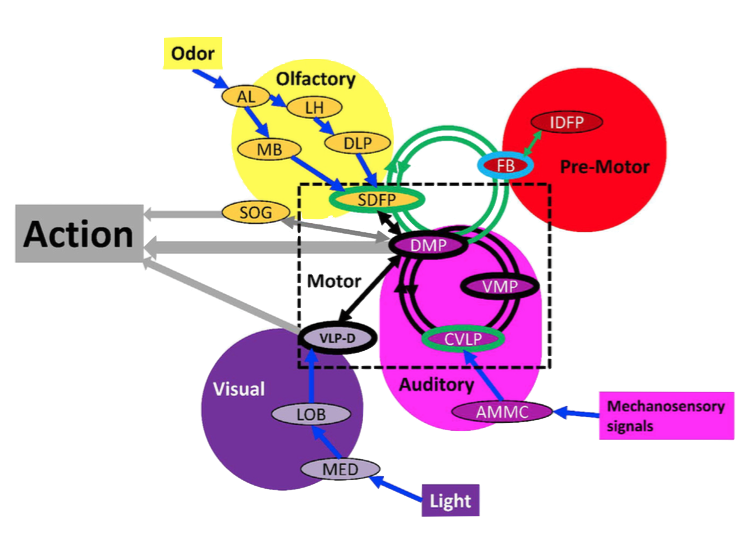 Odor
Olfactory
AL
LH
MB
DLP
IDFP
FB
Pre-Motor
SDFP
SOG
Action
DMP
Motor
VMP
VLP-D
CVLP
Visual
Auditory
LOB
AMMC
Mechanosensory
signals
MED
Light